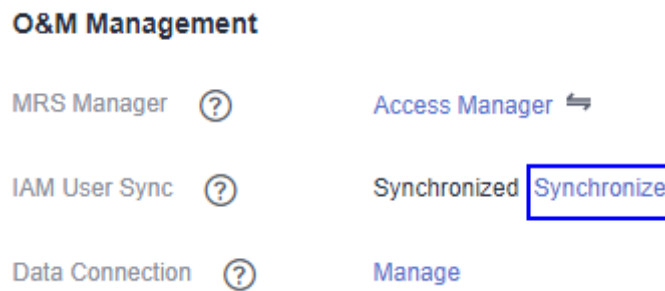 O&M Management
MRS Manager ? Access Manager
IAM User Sync ? Synchronized Synchronize
Data Connection ? Manage